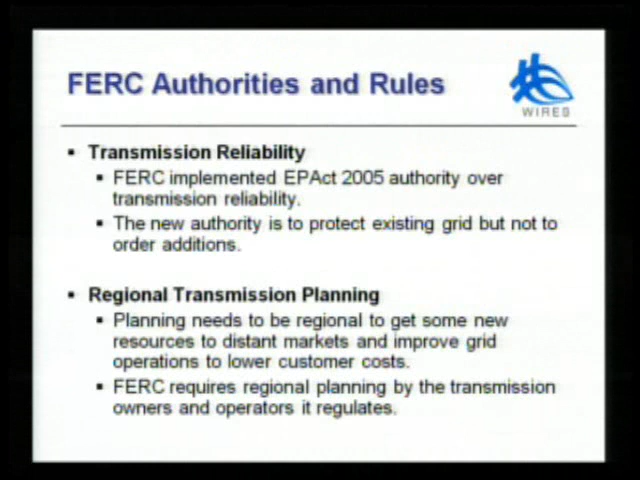 FERC Authorities and Rules
WIRES
▪ Transmission Reliability
▪ FERC implemented EPAct 2005 authority over
transmission reliability.
▪ The new authority is to protect existing grid but not to
order additions.
▪ Regional Transmission Planning
▪ Planning needs to be regional to get some new
resources to distant markets and improve grid
operations to lower customer costs.
▪ FERC requires regional planning by the transmission
owners and operators it regulates.